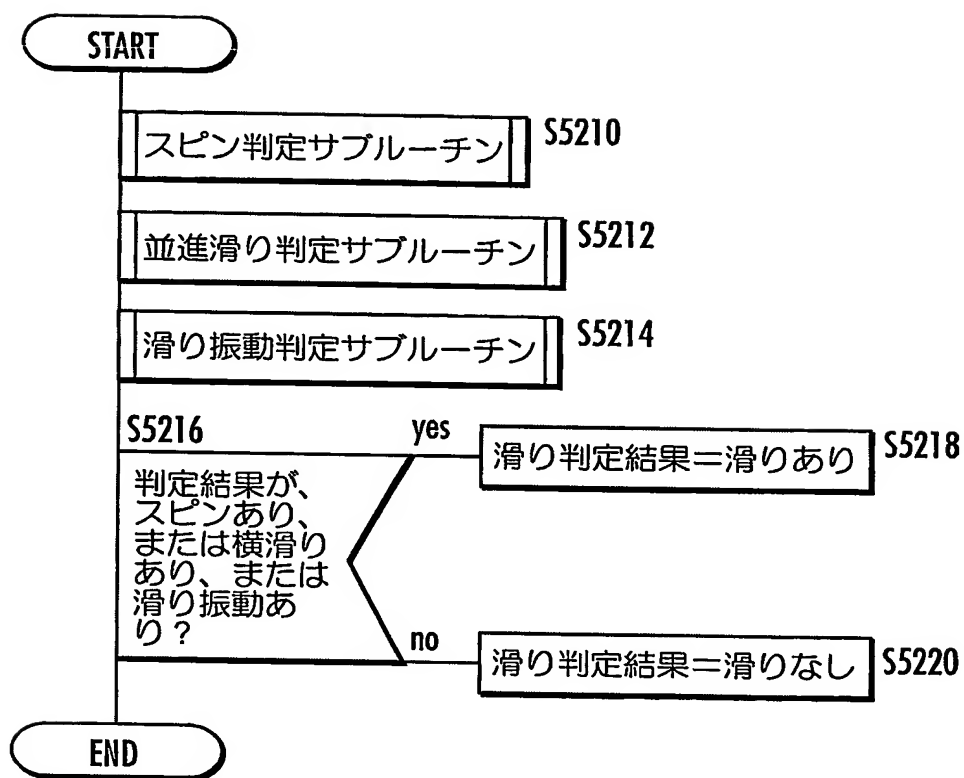 START
スピン判定サブルーチン
S5210
並進滑り判定サブルーチン
S5212
滑り振動判定サブルーチン
S5214
S5216
判定結果が、
スピンあり、
または横滑り
あり、または
滑り振動あ
り？
yes
滑り判定結果＝滑りあり
S5218
no
滑り判定結果＝滑りなし
S5220
END